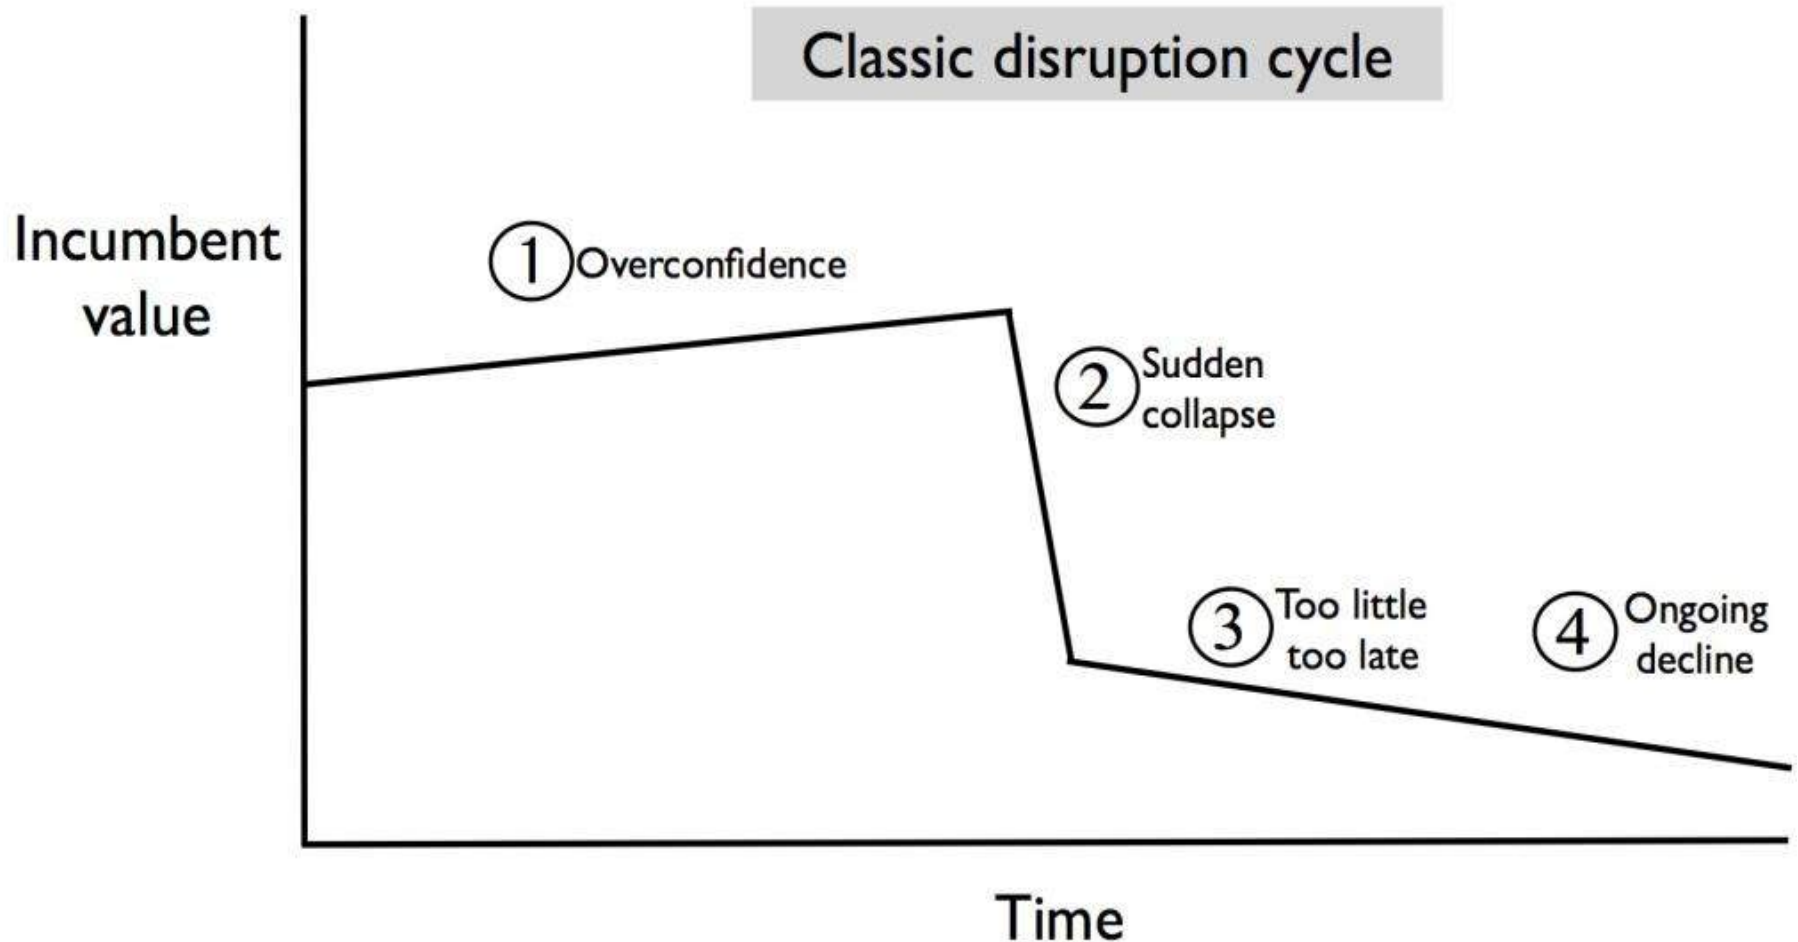 Classic disruption cycle
Incumbent
value
1 Overconfidence
2 Sudden
collapse
3 Too little
too late
4 Ongoing
decline
Time